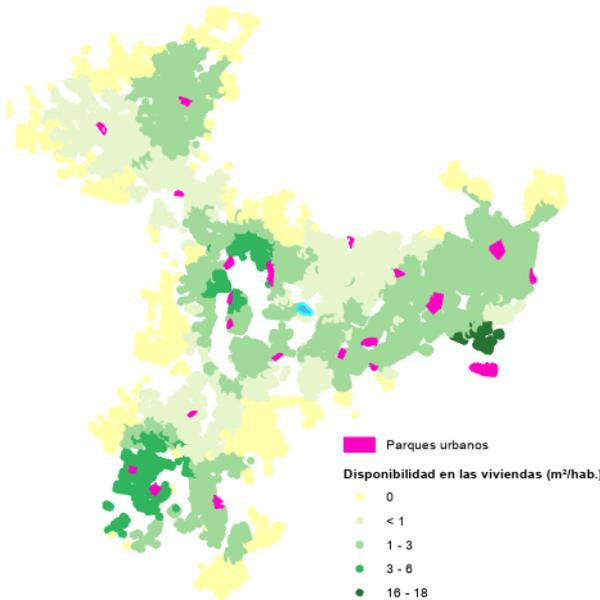 Parques urbanos
Disponibilidad en las viviendas (m²/hab.)
0
< 1
1 - 3
3 - 6
16 - 18